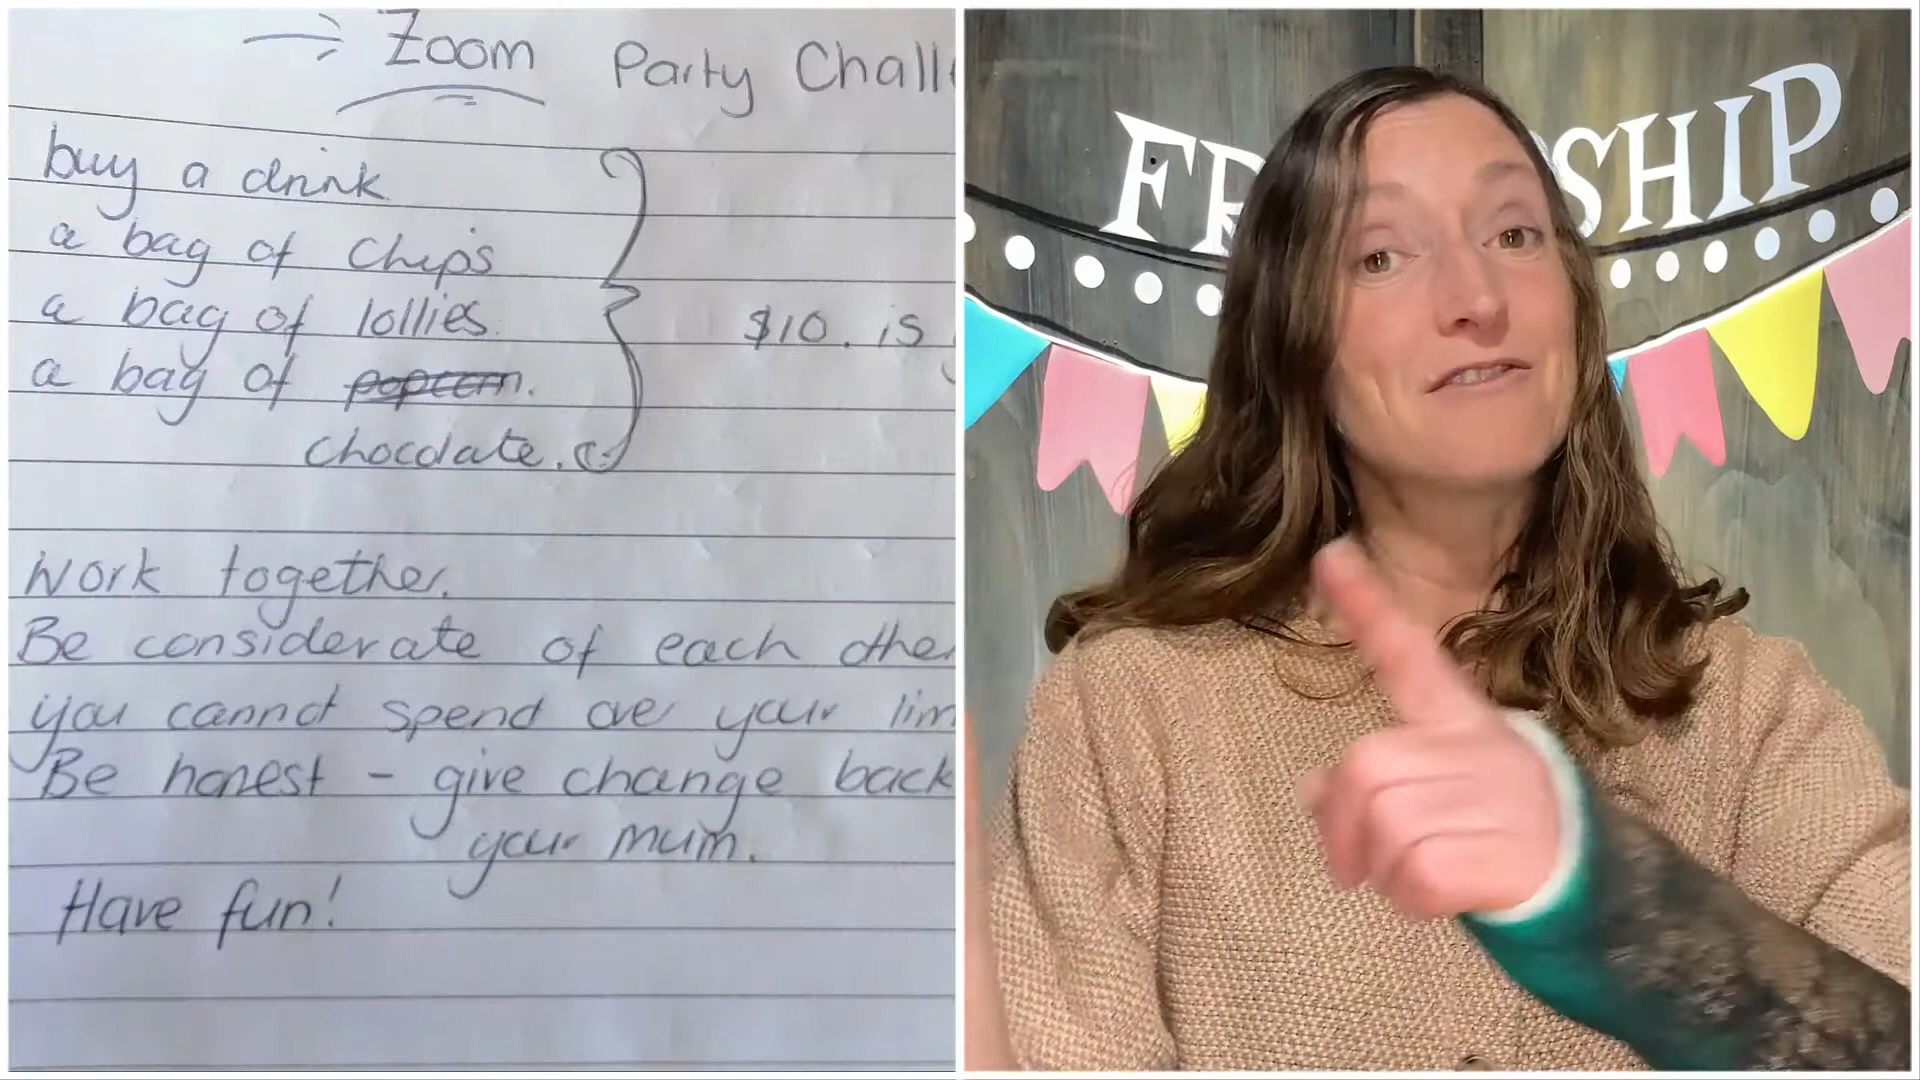 → Zoom Party Chall
buy a drink
a bag of Chips
a bag of lollies
$10. is
a bag of popcorn.
chocolate.
Work together.
Be considerate of each other
you cannot spend over your lim
Be honest - give change back
your mum.
Have fun!
FR SHIP